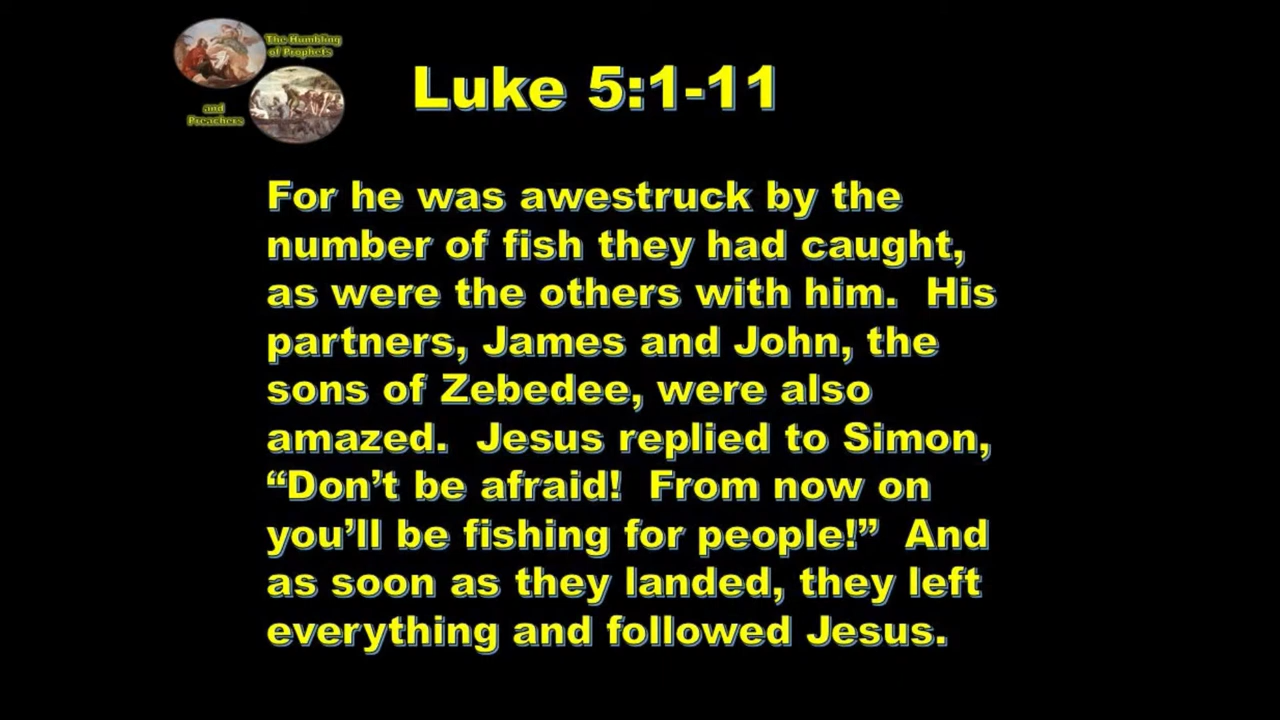 The Humbling
of Prophets
and
Preachers
Luke 5:1-11
For he was awestruck by the
number of fish they had caught,
as were the others with him.  His
partners, James and John, the
sons of Zebedee, were also
amazed.  Jesus replied to Simon,
“Don’t be afraid!  From now on
you’ll be fishing for people!”  And
as soon as they landed, they left
everything and followed Jesus.